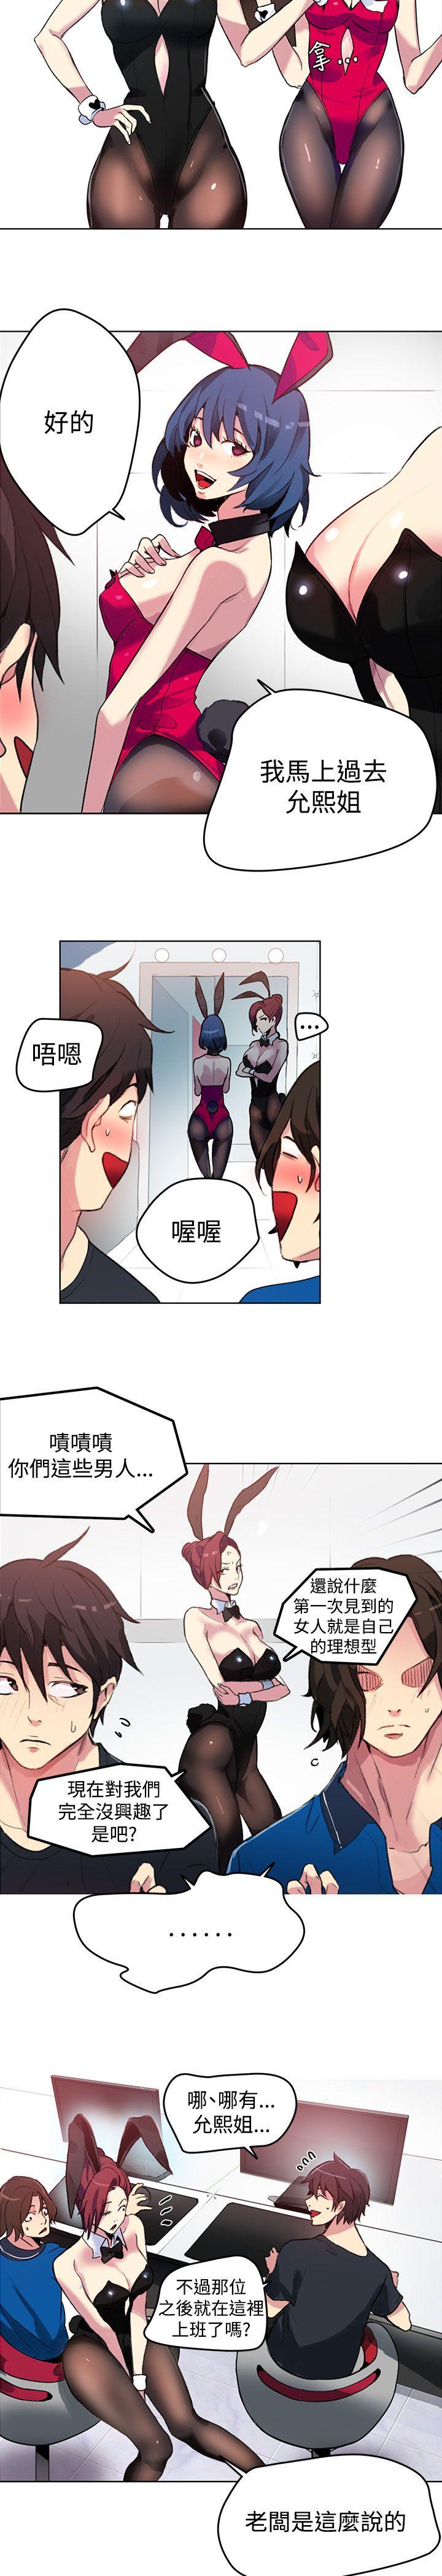 拿...
好的
我馬上過去
允熙姐
...
唔嗯
喔喔
嘖嘖嘖
你們這些男人...
還說什麼
第一次見到的
女人就是自己
的理想型
現在對我們
完全沒興趣了
是吧?
......
哪、哪有...
允熙姐...
不過那位
之後就在這裡
上班了嗎?
老闆是這麼說的